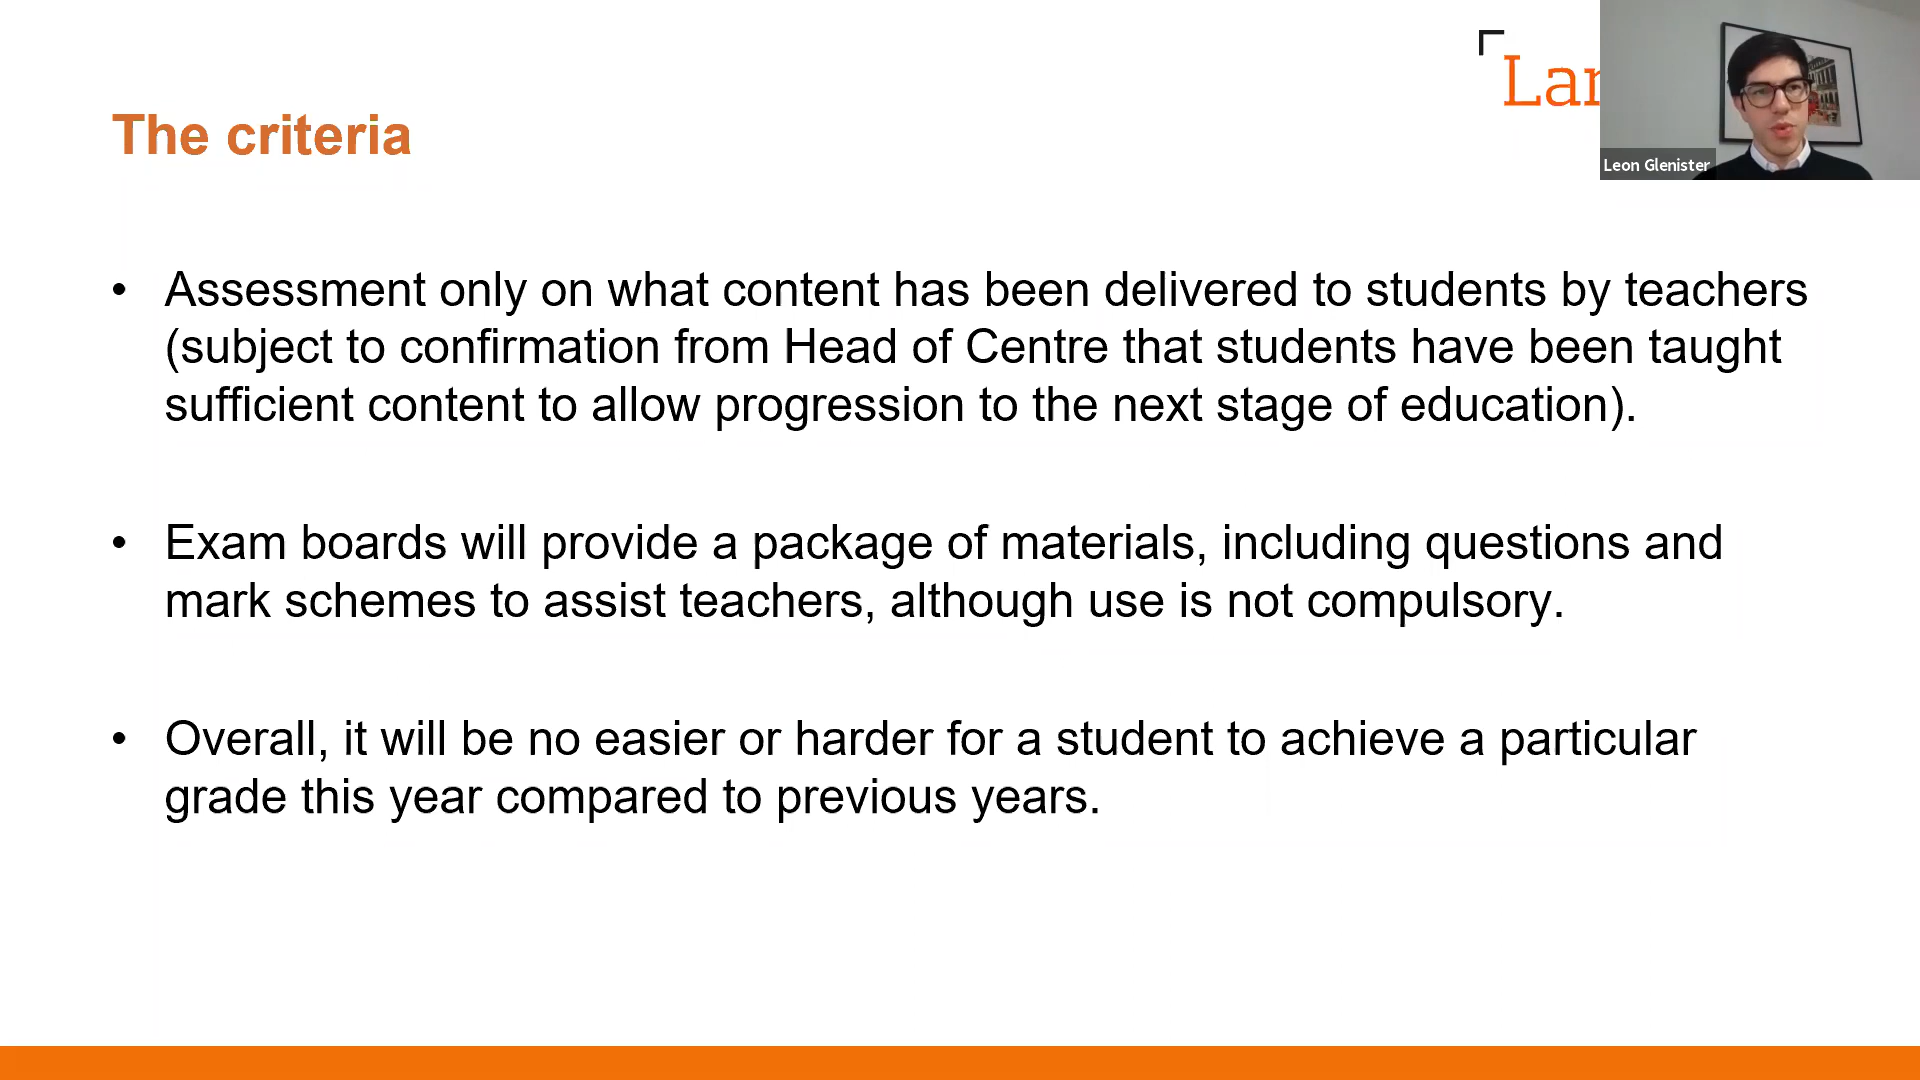 The criteria
Leon Glenister
• Assessment only on what content has been delivered to students by teachers
(subject to confirmation from Head of Centre that students have been taught
sufficient content to allow progression to the next stage of education).
• Exam boards will provide a package of materials, including questions and
mark schemes to assist teachers, although use is not compulsory.
• Overall, it will be no easier or harder for a student to achieve a particular
grade this year compared to previous years.